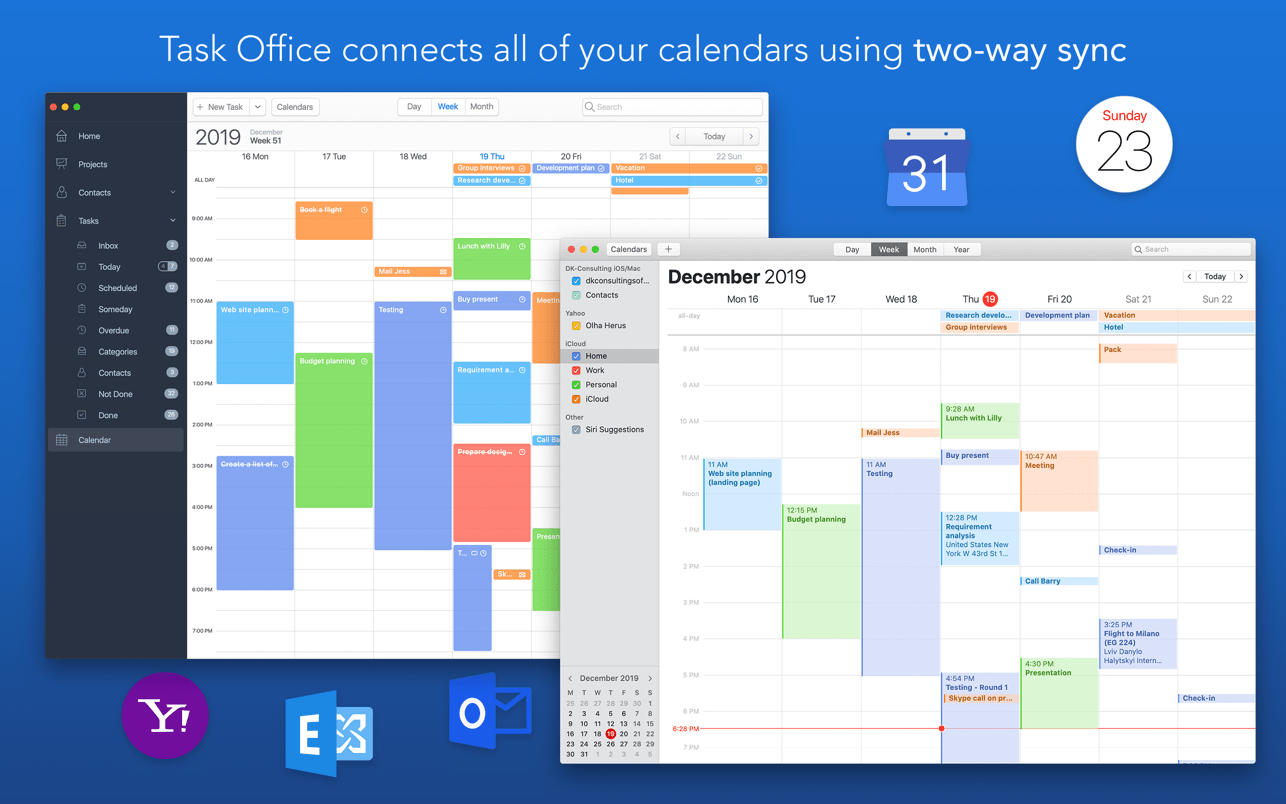 Task Office connects all of your calendars using two-way sync
+ New Task
Calendars
Day Week Month
Search
2019 December
Week 51
Today
16 Mon 17 Tue 18 Wed 19 Thu 20 Fri 21 Sat 22 Sun
Home
Projects
Contacts
Tasks
Inbox 2
Today 4 7
Scheduled 12
Someday
Overdue 11
Categories 19
Contacts 3
Not Done 32
Done 26
Calendar
ALL DAY
Group interviews Development plan Vacation
Research deve... Hotel
9:00 AM
10:00 AM
11:00 AM
12:00 PM
1:00 PM
2:00 PM
3:00 PM
4:00 PM
5:00 PM
6:00 PM
7:00 PM
Book a flight
Lunch with Lilly
Mail Jess
Buy present
Web site plann...
Testing
Budget planning
Requirement a...
Call Ba
Prepare desig...
Create a list of...
T...
Sk...
Presen
Meetin
31
Sunday
23
Calendars +
Day Week Month Year
Search
DK-Consulting iOS/Mac
dkconsultingsof...
Contacts
Yahoo
Olha Herus
iCloud
Home
Work
Personal
iCloud
Other
Siri Suggestions
December 2019
Today
Mon 16 Tue 17 Wed 18 Thu 19 Fri 20 Sat 21 Sun 22
all-day
Research develo... Development plan Vacation
Group interviews Hotel
8 AM
9 AM
10 AM
11 AM
Noon
1 PM
2 PM
3 PM
4 PM
5 PM
6 PM
6:28 PM
7 PM
Pack
9:28 AM
Lunch with Lilly
Mail Jess
Buy present
10:47 AM
Meeting
11 AM
Web site planning
(landing page)
11 AM
Testing
12:15 PM
Budget planning
12:28 PM
Requirement
analysis
United States New
York W 43rd St 1...
Check-in
Call Barry
3:25 PM
Flight to Milano
(EG 224)
Lviv Danylo
Halytskyi Intern...
4:30 PM
Presentation
4:54 PM
Testing - Round 1
Skype call on pr...
Check-in
December 2019
M T W T F S S
25 26 27 28 29 30 1
2 3 4 5 6 7 8
9 10 11 12 13 14 15
16 17 18 19 20 21 22
23 24 25 26 27 28 29
30 31 1 2 3 4 5
Y!
E
O